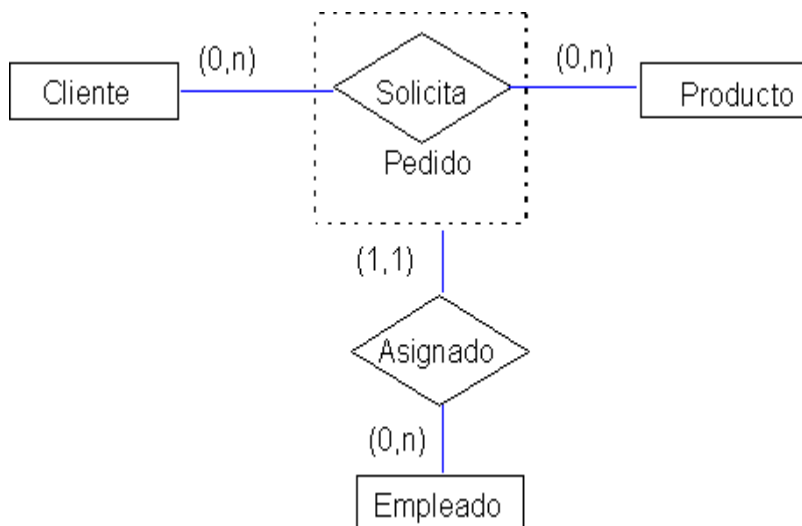 (0,n)
(0,n)
Cliente
Solicita
Producto
Pedido
(1,1)
Asignado
(0,n)
Empleado